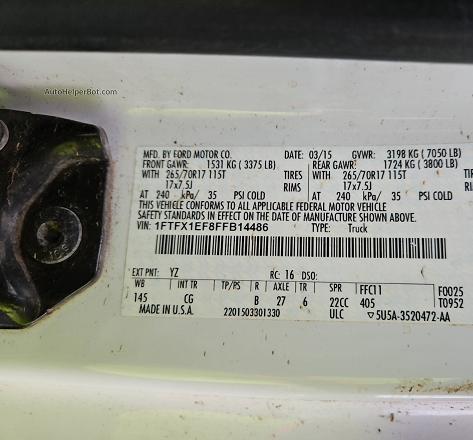 AutoHelperBot.com
MFD. BY FORD MOTOR CO. DATE: 03/15 GVWR: 3198 KG ( 7050 LB)
FRONT GAWR: 1531 KG ( 3375 LB) REAR GAWR: 1724 KG ( 3800 LB)
WITH 265/70R17 115T TIRES WITH 265/70R17 115T TIR
17x7.5J RIMS 17x7.5J RIM
AT 240 kPa/ 35 PSI COLD AT 240 kPa/ 35 PSI COLD
THIS VEHICLE CONFORMS TO ALL APPLICABLE FEDERAL MOTOR VEHICLE
SAFETY STANDARDS IN EFFECT ON THE DATE OF MANUFACTURE SHOWN ABOVE.
VIN: 1FTFX1EF8FFB14486 TYPE: Truck
EXT PNT: YZ RC: 16 DSO:
WB R AXLE TR SPR FFC11 F0025
145 CG B 27 6 22CC 405 T0952
MADE IN U.S.A. 2201503301330 ULC 5U5A-3520472-AA